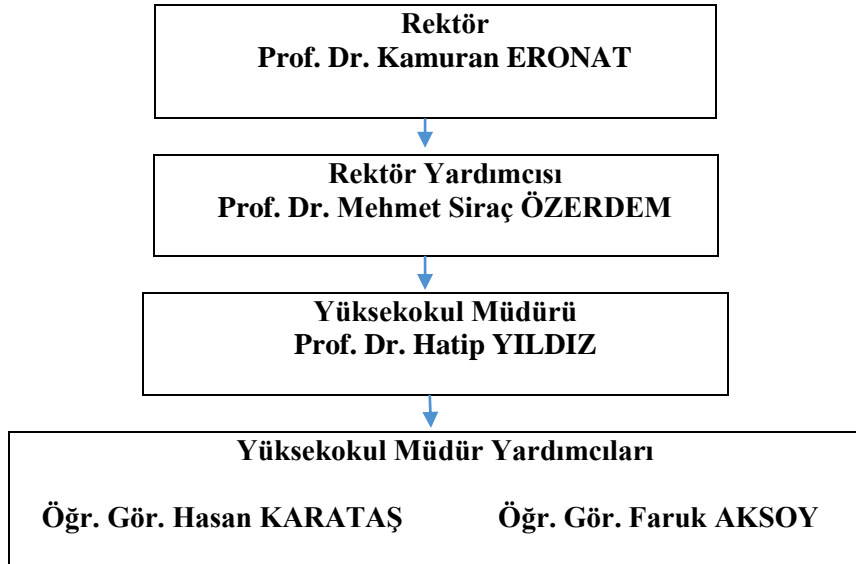 Rektör
Prof. Dr. Kamuran ERONAT
Rektör Yardımcısı
Prof. Dr. Mehmet Siraç ÖZERDEM
Yüksekokul Müdürü
Prof. Dr. Hatip YILDIZ
Yüksekokul Müdür Yardımcıları
Öğr. Gör. Hasan KARATAŞ Öğr. Gör. Faruk AKSOY